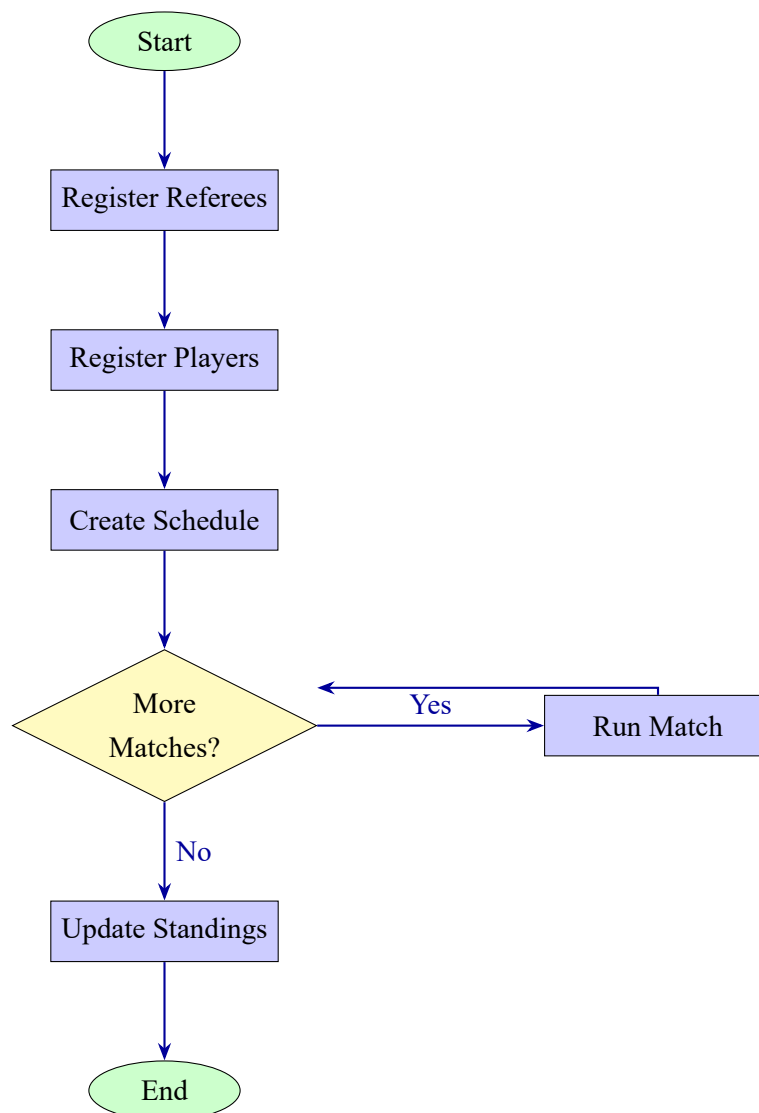 Start
Register Referees
Register Players
Create Schedule
More
Matches?
Yes
Run Match
No
Update Standings
End